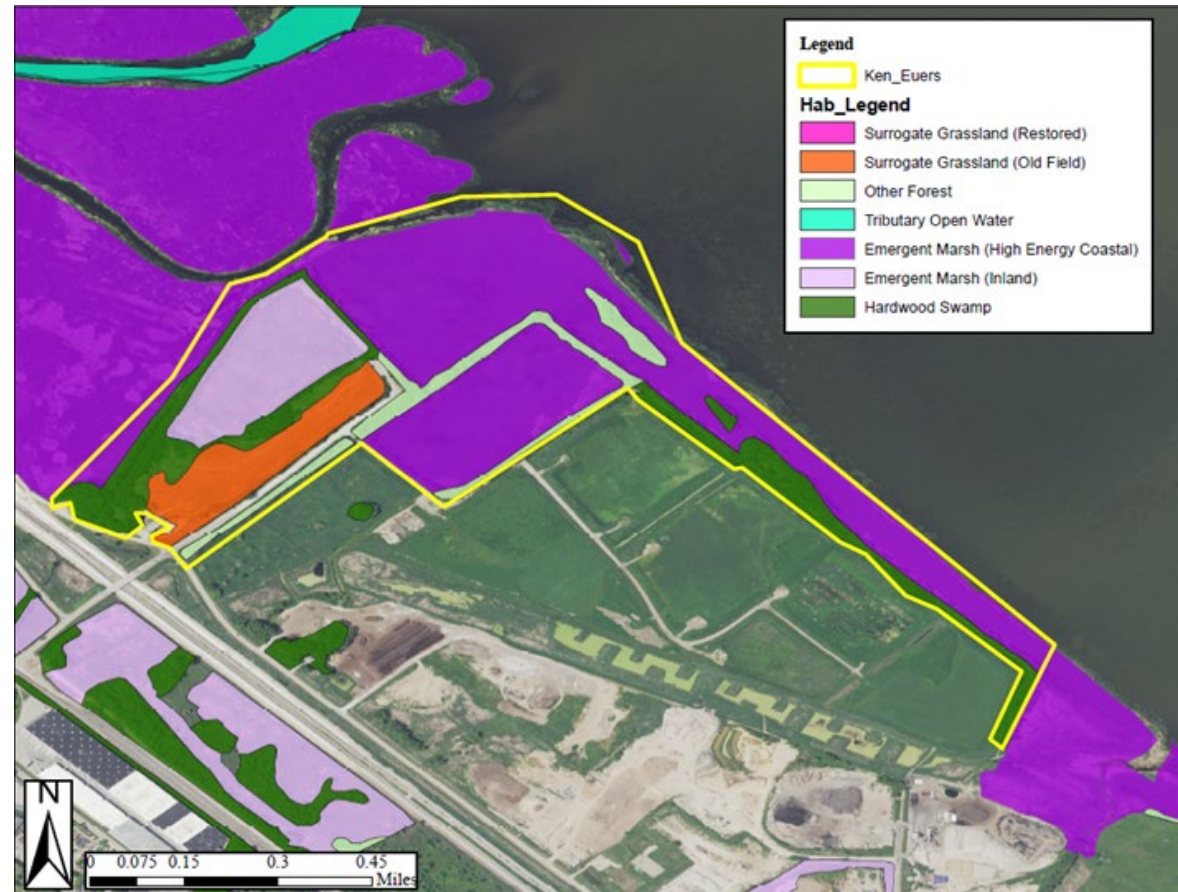 Legend
Ken_Euers
Hab_Legend
Surrogate Grassland (Restored)
Surrogate Grassland (Old Field)
Other Forest
Tributary Open Water
Emergent Marsh (High Energy Coastal)
Emergent Marsh (Inland)
Hardwood Swamp
N
0 0.075 0.15 0.3 0.45
Miles